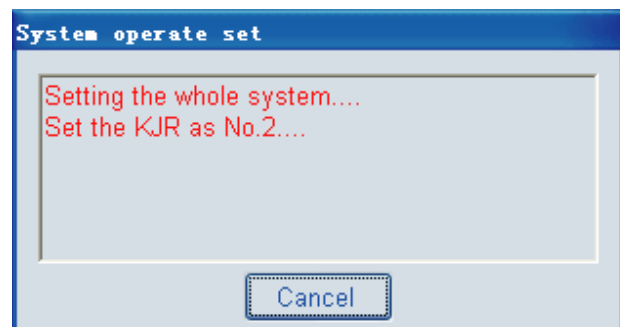 System operate set
Setting the whole system....
Set the KJR as No.2....
Cancel